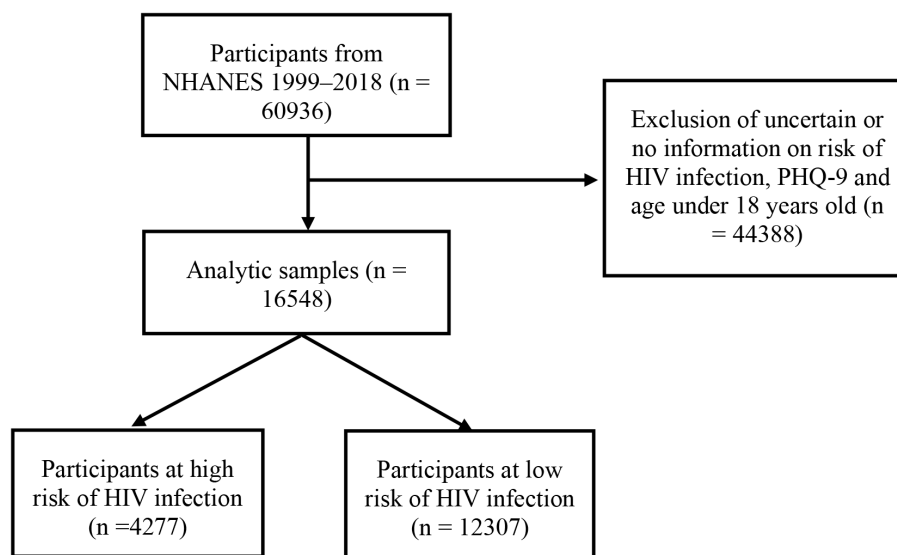 Participants from
NHANES 1999–2018 (n =
60936)
Exclusion of uncertain or
no information on risk of
HIV infection, PHQ-9 and
age under 18 years old (n
= 44388)
Analytic samples (n =
16548)
Participants at high
risk of HIV infection
(n =4277)
Participants at low
risk of HIV infection
(n = 12307)